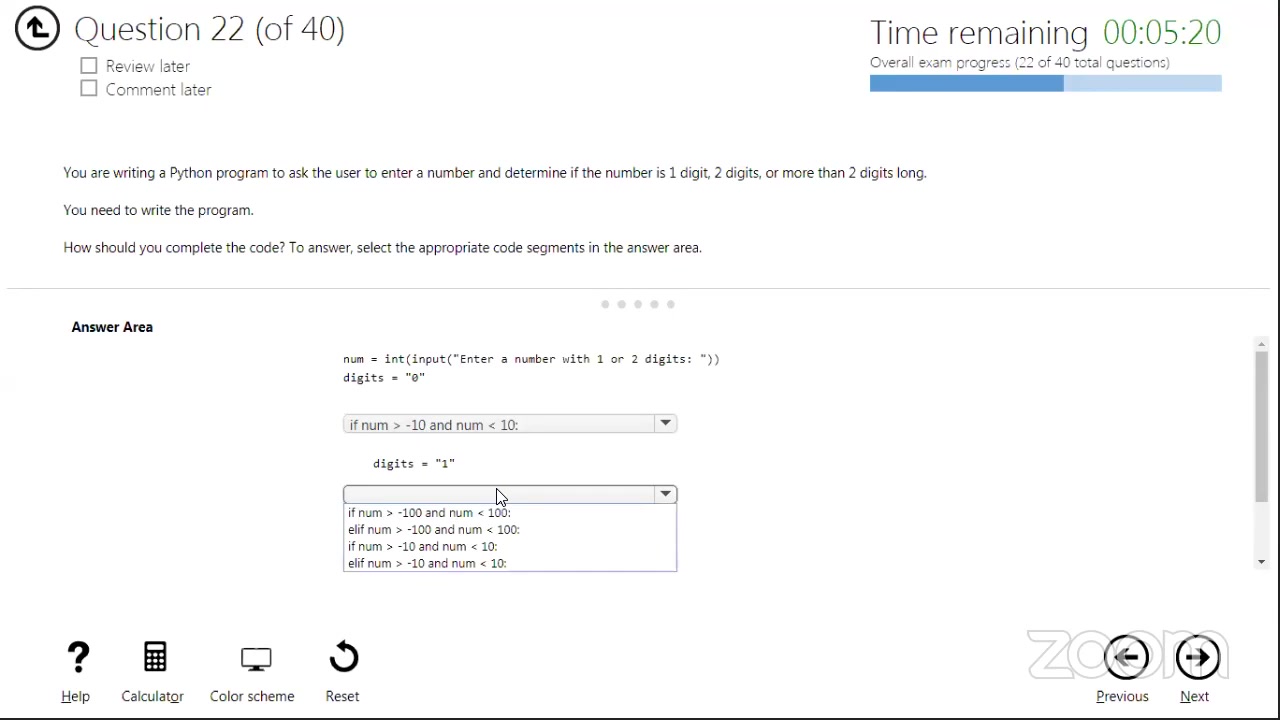 Question 22 (of 40)
Time remaining 00:05:20
Review later
Overall exam progress (22 of 40 total questions)
Comment later
You are writing a Python program to ask the user to enter a number and determine if the number is 1 digit, 2 digits, or more than 2 digits long.
You need to write the program.
How should you complete the code? To answer, select the appropriate code segments in the answer area.
Answer Area
num = int(input("Enter a number with 1 or 2 digits: "))
digits = "0"
if num > -10 and num < 10:
digits = "1"
if num > -100 and num < 100:
elif num > -100 and num < 100:
if num > -10 and num < 10:
elif num > -10 and num < 10:
zoom
Help
Calculator
Color scheme
Reset
Previous
Next